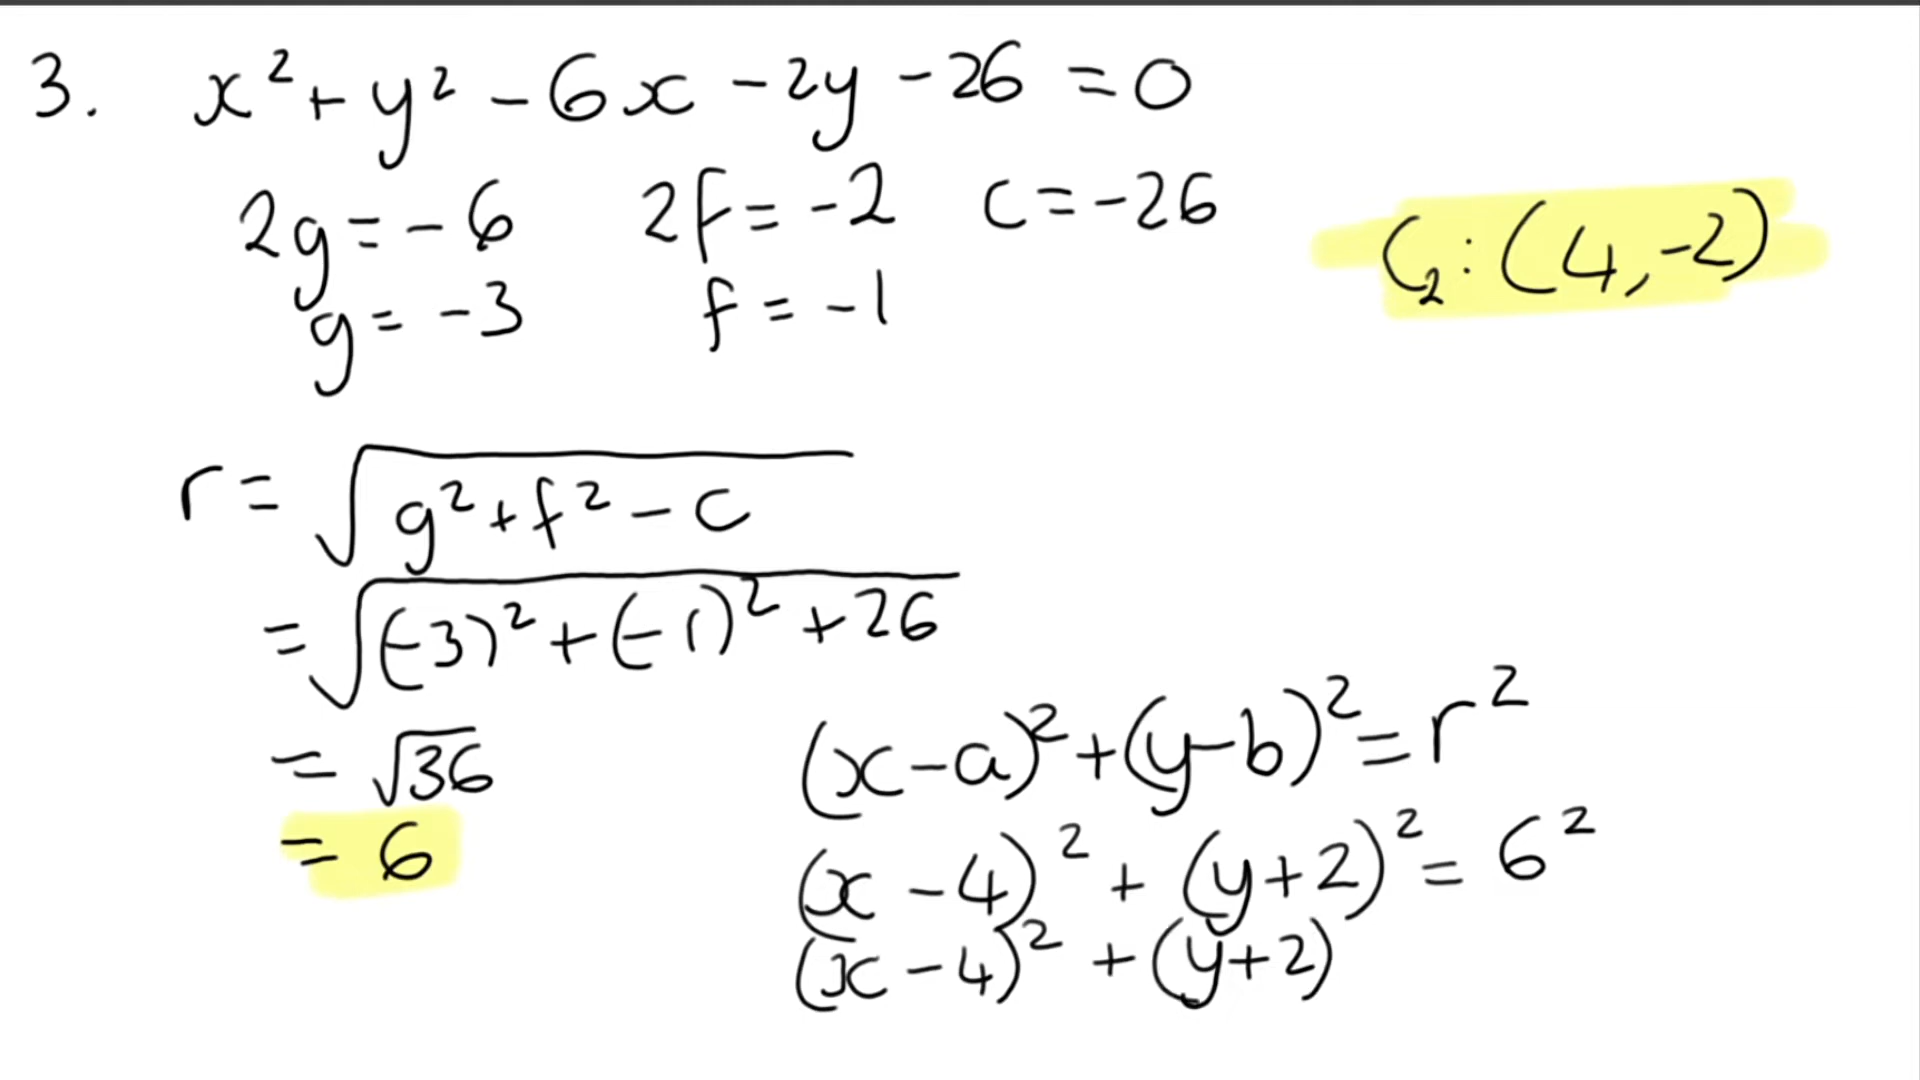 3. x² + y² - 6x - 2y - 26 = 0
2g = -6 2f = -2 c = -26
g = -3 f = -1
C₂: (4, -2)
r = √(g² + f² - c)
= √((-3)² + (-1)² + 26)
= √36
= 6
(x - a)² + (y - b)² = r²
(x - 4)² + (y + 2)² = 6²
(x - 4)² + (y + 2)